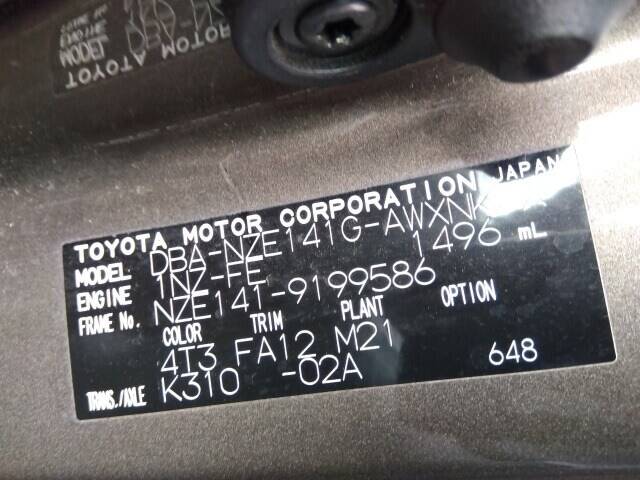 TOYOTA MOTOR CORPORATION JAPAN
MODEL DBA-NZE141G-AWXNK
ENGINE 1NZ-FE 1496 mL
FRAME No. NZE141-9199586
COLOR TRIM PLANT OPTION
4T3 FA12 M21
TRANS./AXLE K310 -02A 648